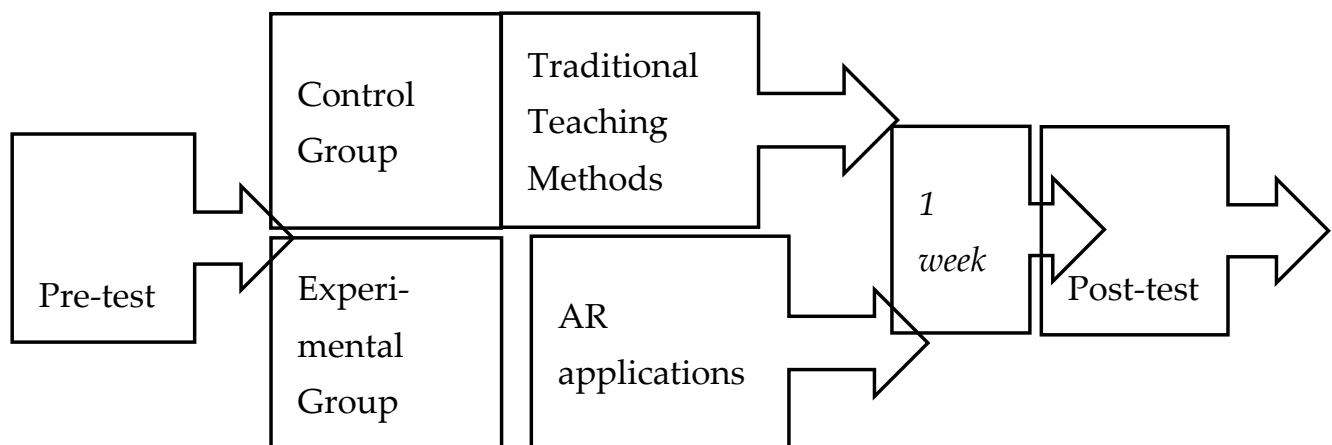 Pre-test
Control
Group
Traditional
Teaching
Methods
Experi-
mental
Group
AR
applications
1
week
Post-test